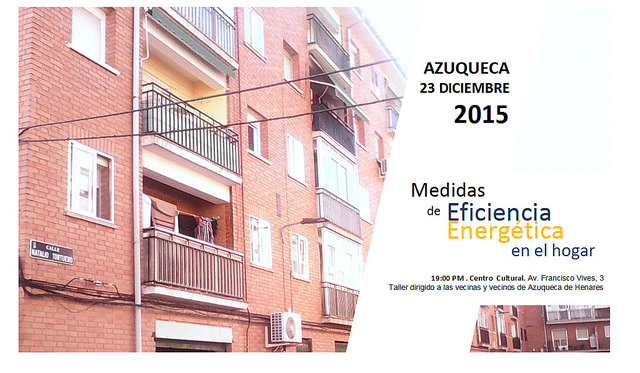 AZUQUECA
23 DICIEMBRE
2015
Medidas
de Eficiencia
Energética
en el hogar
19:00 PM . Centro Cultural. Av. Francisco Vives, 3
Taller dirigido a las vecinas y vecinos de Azuqueca de Henares
CALLE
NATALIO TORTUERO